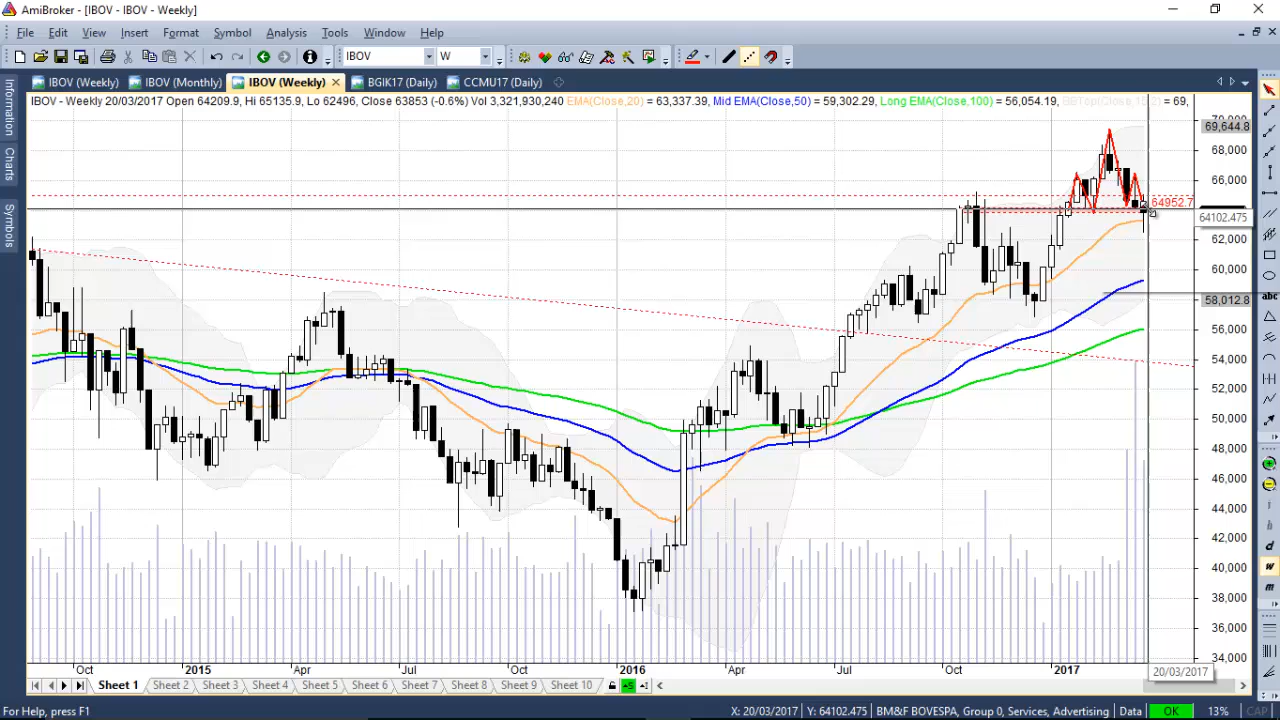 AmiBroker - [IBOV - IBOV - Weekly]
File Edit View Insert Format Symbol Analysis Tools Window Help
IBOV W
IBOV (Weekly) IBOV (Monthly) IBOV (Weekly) BGIK17 (Daily) CCMU17 (Daily)
IBOV - Weekly 20/03/2017 Open 64209.9, Hi 65135.9, Lo 62496, Close 63853 (-0.6%) Vol 3,321,930,240 EMA(Close,20) = 63,337.39, Mid EMA(Close,50) = 59,302.29, Long EMA(Close,100) = 56,054.19, = 69,
Information
Charts
Symbols
70,000
69,644.8
68,000
66,000
64952.7
64102.475
62,000
60,000
58,012.8
56,000
54,000
52,000
50,000
48,000
46,000
44,000
42,000
40,000
38,000
36,000
34,000
abc
d
w
m
Oct 2015 Apr Jul Oct 2016 Apr Jul Oct 2017
20/03/2017
Sheet 1 Sheet 2 Sheet 3 Sheet 4 Sheet 5 Sheet 6 Sheet 7 Sheet 8 Sheet 9 Sheet 10
For Help, press F1 X: 20/03/2017 Y: 64102.475 BM&F BOVESPA, Group 0, Services, Advertising Data OK 13% CAP